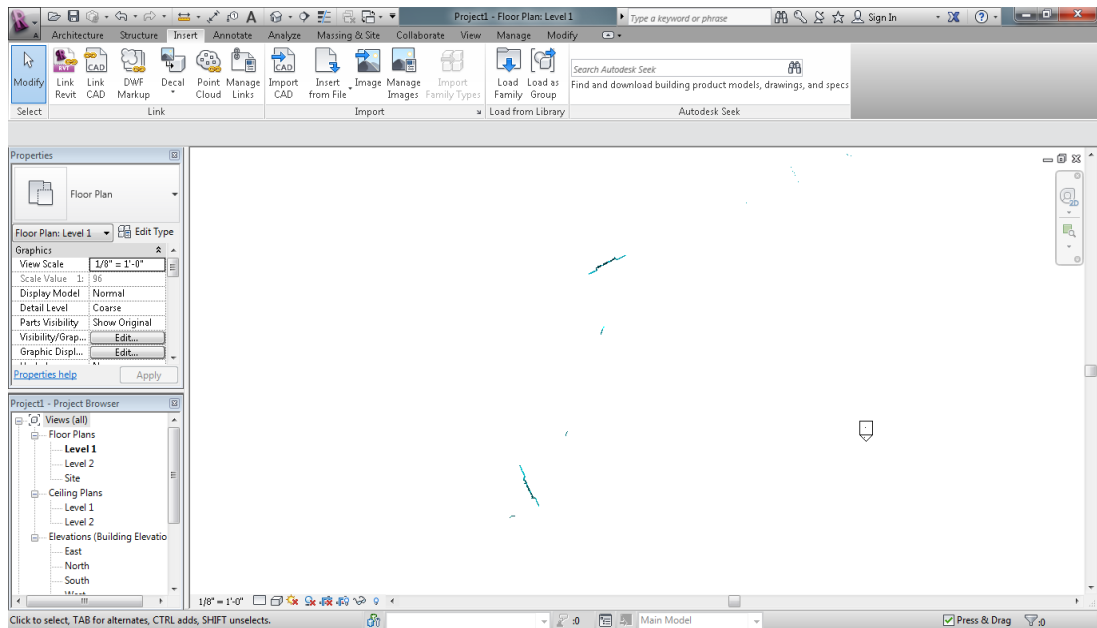 Project1 - Floor Plan: Level 1
Type a keyword or phrase
Sign In
Architecture Structure Insert Annotate Analyze Massing & Site Collaborate View Manage Modify
Modify
Link Revit
Link CAD
DWF Markup
Decal
Point Cloud
Manage Links
Import CAD
Insert from File
Image
Manage Images
Import Family Types
Load Family
Load as Group
Search Autodesk Seek
Find and download building product models, drawings, and specs
Select
Link
Import
Load from Library
Autodesk Seek
Properties
Floor Plan
Floor Plan: Level 1
Edit Type
Graphics
View Scale 1/8" = 1'-0"
Scale Value 1: 96
Display Model Normal
Detail Level Coarse
Parts Visibility Show Original
Visibility/Grap... Edit...
Graphic Displ... Edit...
Properties help
Apply
Project1 - Project Browser
Views (all)
Floor Plans
Level 1
Level 2
Site
Ceiling Plans
Level 1
Level 2
Elevations (Building Elevatio
East
North
South
2D
1/8" = 1'-0"
Click to select, TAB for alternates, CTRL adds, SHIFT unselects.
:0
Main Model
Press & Drag
:0